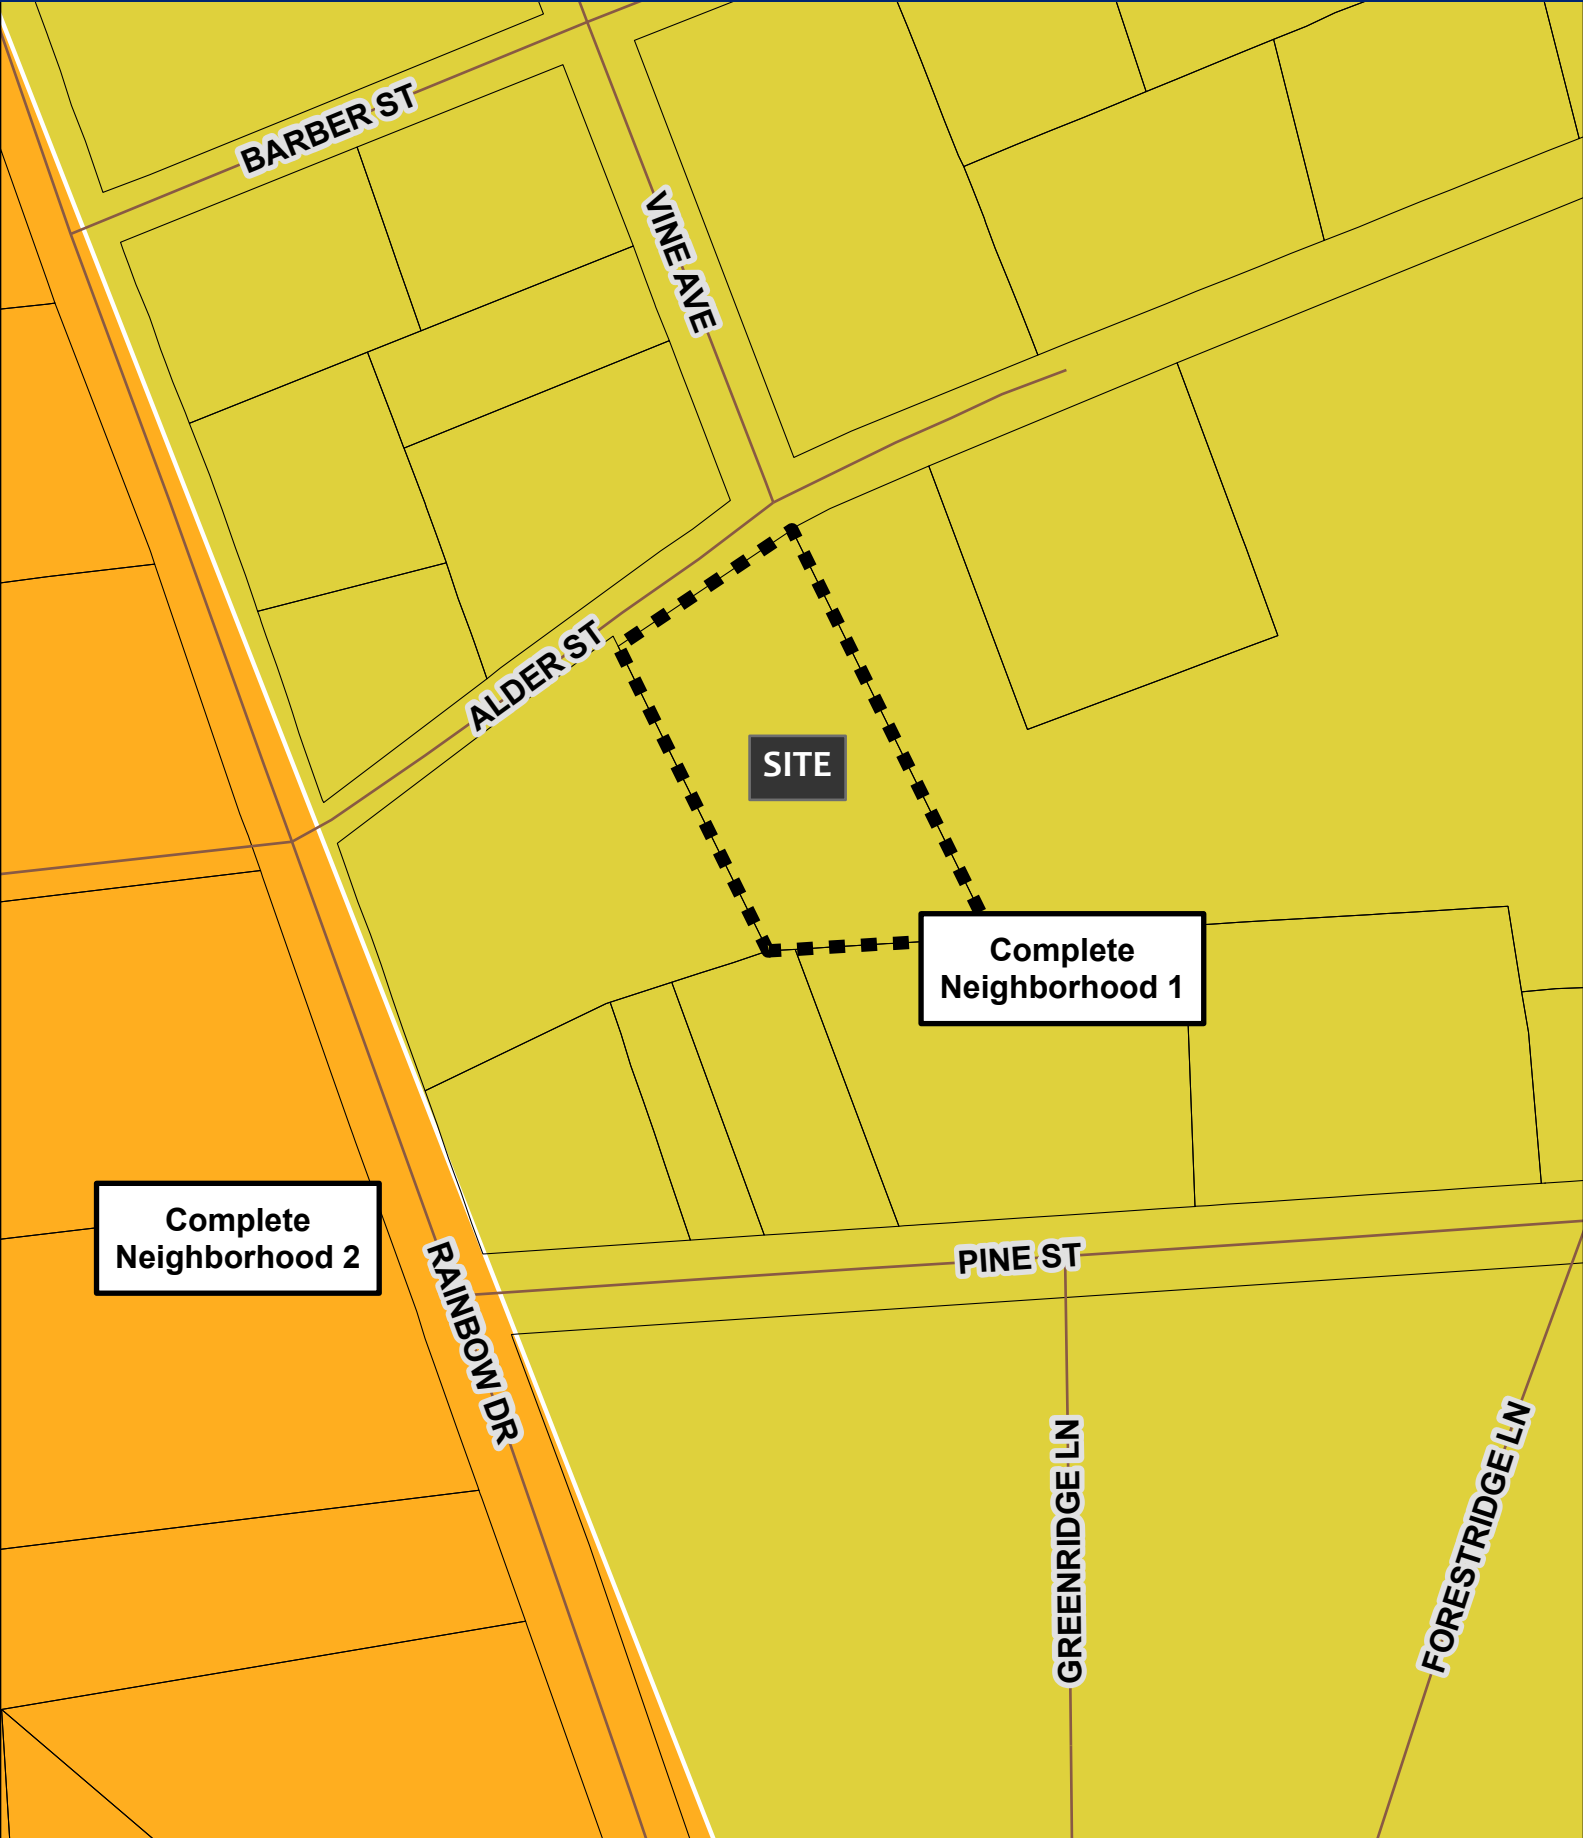 BARBER ST
VINE AVE
ALDER ST
SITE
Complete
Neighborhood 1
Complete
Neighborhood 2
RAINBOW DR
PINE ST
GREENRIDGE LN
FORESTRIDGE LN